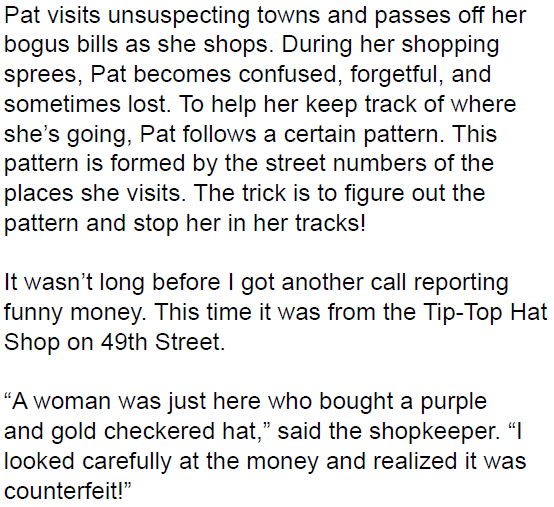 Pat visits unsuspecting towns and passes off her
bogus bills as she shops. During her shopping
sprees, Pat becomes confused, forgetful, and
sometimes lost. To help her keep track of where
she’s going, Pat follows a certain pattern. This
pattern is formed by the street numbers of the
places she visits. The trick is to figure out the
pattern and stop her in her tracks!

It wasn’t long before I got another call reporting
funny money. This time it was from the Tip-Top Hat
Shop on 49th Street.

“A woman was just here who bought a purple
and gold checkered hat,” said the shopkeeper. “I
looked carefully at the money and realized it was
counterfeit!”